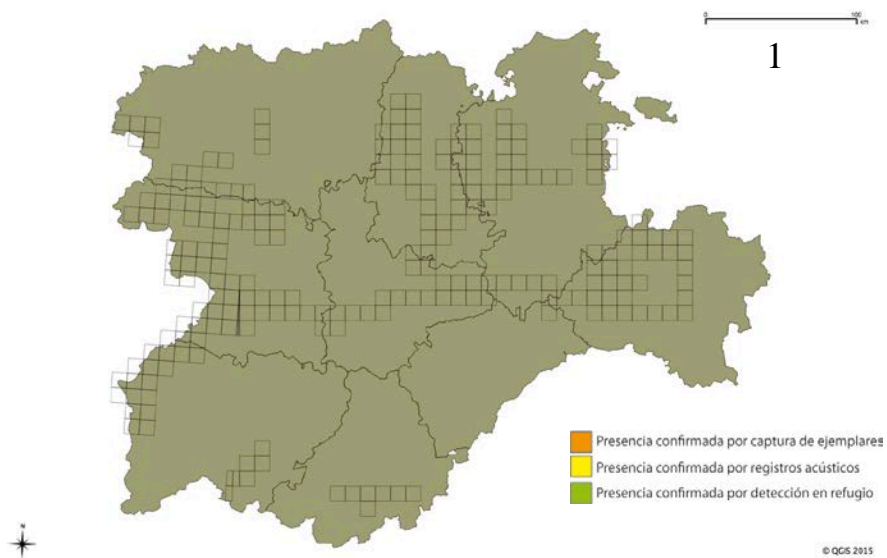 0 100
km
1
Presencia confirmada por captura de ejemplares
Presencia confirmada por registros acústicos
Presencia confirmada por detección en refugio
N
© QGIS 2015